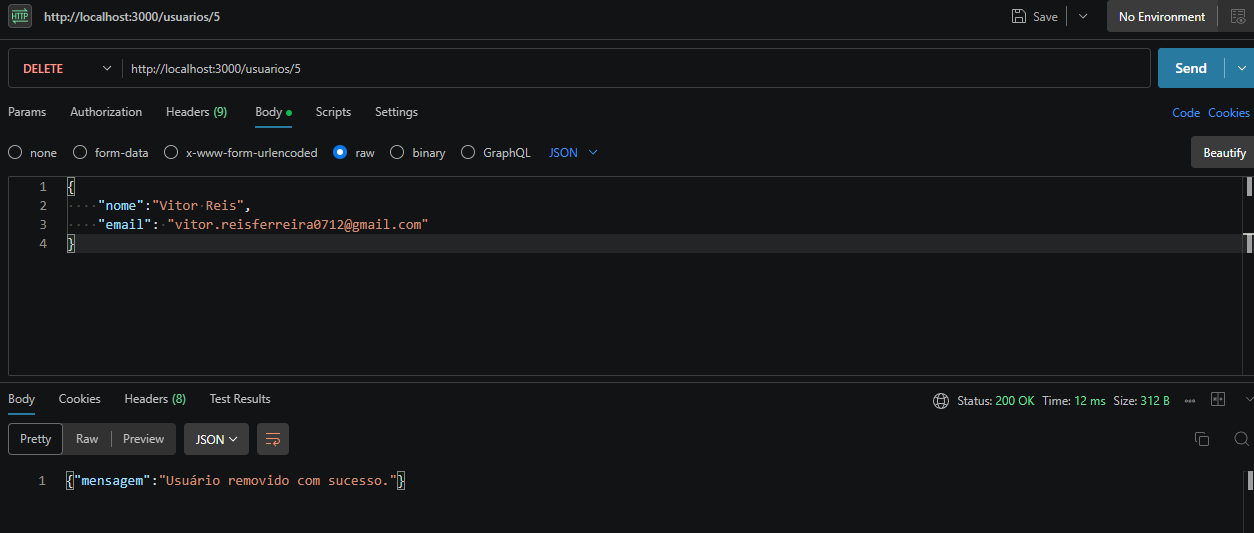 HTTP http://localhost:3000/usuarios/5 Save No Environment
DELETE http://localhost:3000/usuarios/5 Send
Params Authorization Headers (9) Body Scripts Settings Code Cookies
none form-data x-www-form-urlencoded raw binary GraphQL JSON Beautify
1 {
2 ····"nome":"Vitor·Reis",
3 ····"email":·"vitor.reisferreira0712@gmail.com"
4 }
Body Cookies Headers (8) Test Results Status: 200 OK Time: 12 ms Size: 312 B
Pretty Raw Preview JSON
1 {"mensagem":"Usuário removido com sucesso."}